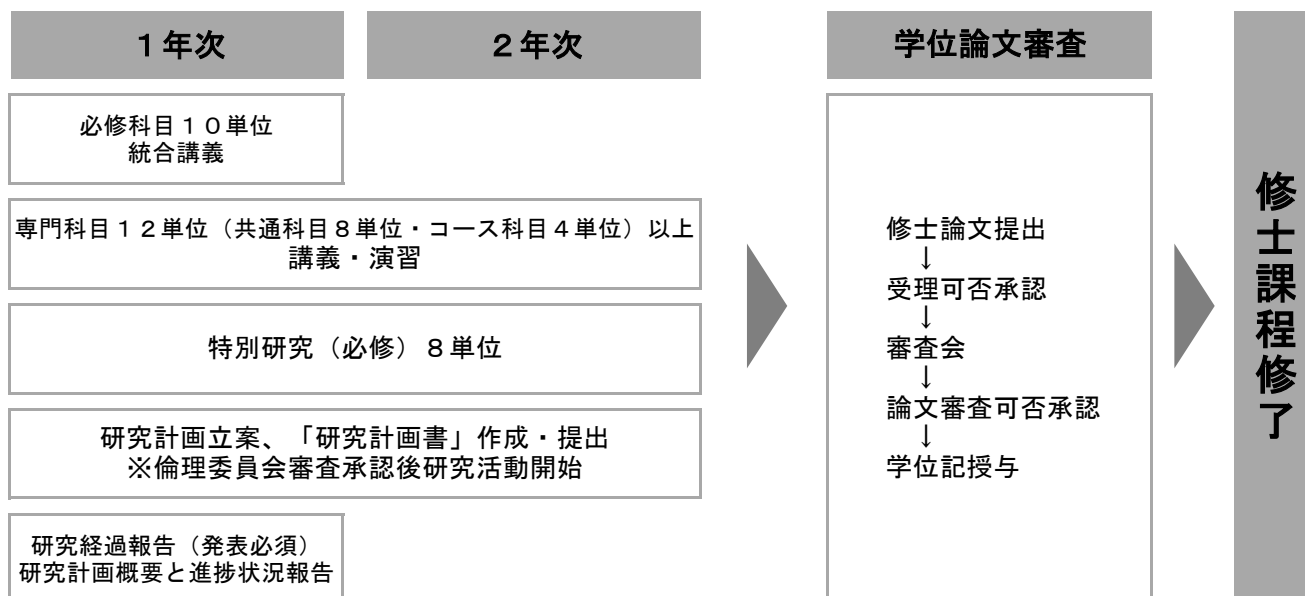 １年次
２年次
学位論文審査
修士課程修了
必修科目１０単位
統合講義
専門科目１２単位（共通科目８単位・コース科目４単位）以上
講義・演習
特別研究（必修）８単位
研究計画立案、「研究計画書」作成・提出
※倫理委員会審査承認後研究活動開始
研究経過報告（発表必須）
研究計画概要と進捗状況報告
修士論文提出
↓
受理可否承認
↓
審査会
↓
論文審査可否承認
↓
学位記授与